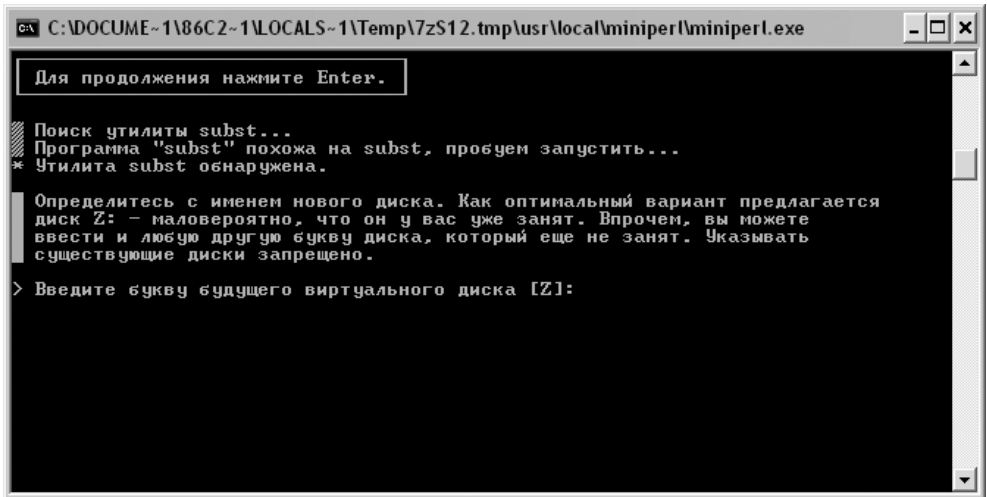 C:\DOCUME~1\86C2~1\LOCALS~1\Temp\7zS12.tmp\usr\local\miniperl\miniperl.exe
Для продолжения нажмите Enter.
Поиск утилиты subst...
Программа "subst" похожа на subst, пробуем запустить...
* Утилита subst обнаружена.
Определитесь с именем нового диска. Как оптимальный вариант предлагается
диск Z: – маловероятно, что он у вас уже занят. Впрочем, вы можете
ввести и любую другую букву диска, который еще не занят. Указывать
существующие диски запрещено.
> Введите букву будущего виртуального диска [Z]: